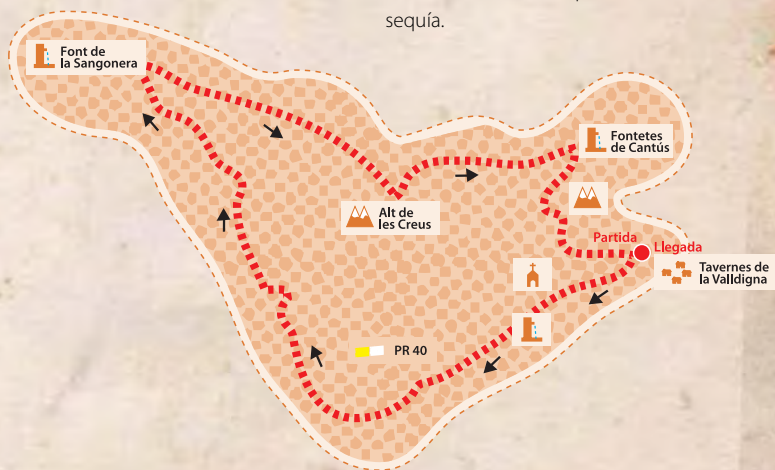 sequía.
Font de
la Sangonera
Fontetes
de Cantús
Alt de
les Creus
Partida
Llegada
Tavernes de
la Valldigna
PR 40